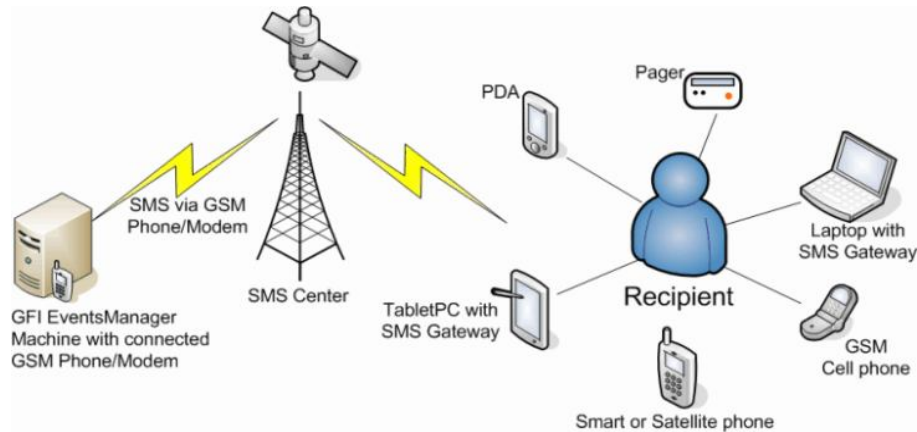 PDA
Pager
SMS via GSM
Phone/Modem
SMS Center
GFI EventsManager
Machine with connected
GSM Phone/Modem
TabletPC with
SMS Gateway
Recipient
Laptop with
SMS Gateway
GSM
Cell phone
Smart or Satellite phone